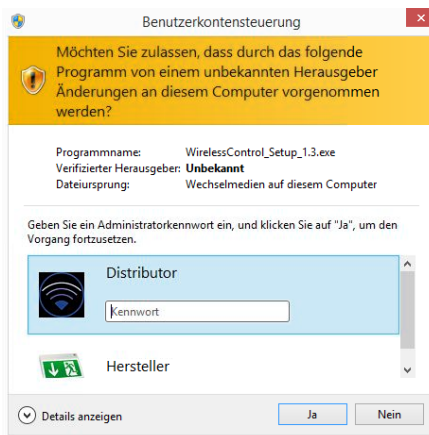 Benutzerkontensteuerung
Möchten Sie zulassen, dass durch das folgende
Programm von einem unbekannten Herausgeber
Änderungen an diesem Computer vorgenommen
werden?
Programmname: WirelessControl_Setup_1.3.exe
Verifizierter Herausgeber: Unbekannt
Dateiursprung: Wechselmedien auf diesem Computer
Geben Sie ein Administratorkennwort ein, und klicken Sie auf "Ja", um den
Vorgang fortzusetzen.
Distributor
Kennwort
Hersteller
Details anzeigen Ja Nein